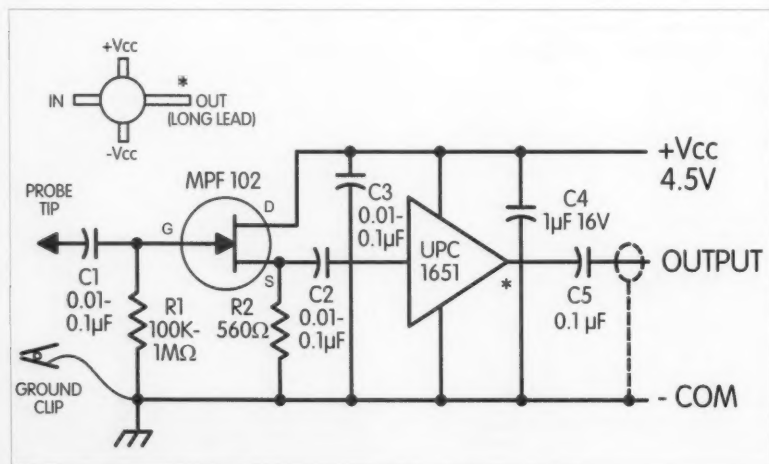 +Vcc
*
IN
OUT
(LONG LEAD)
-Vcc
MPF 102
+Vcc
4.5V
PROBE
TIP
G
D
S
C1
0.01-
0.1µF
R1
100K-
1MΩ
R2
560Ω
C2
0.01-
0.1µF
C3
0.01-
0.1µF
UPC
1651
*
C4
1µF 16V
C5
0.1 µF
OUTPUT
GROUND
CLIP
- COM